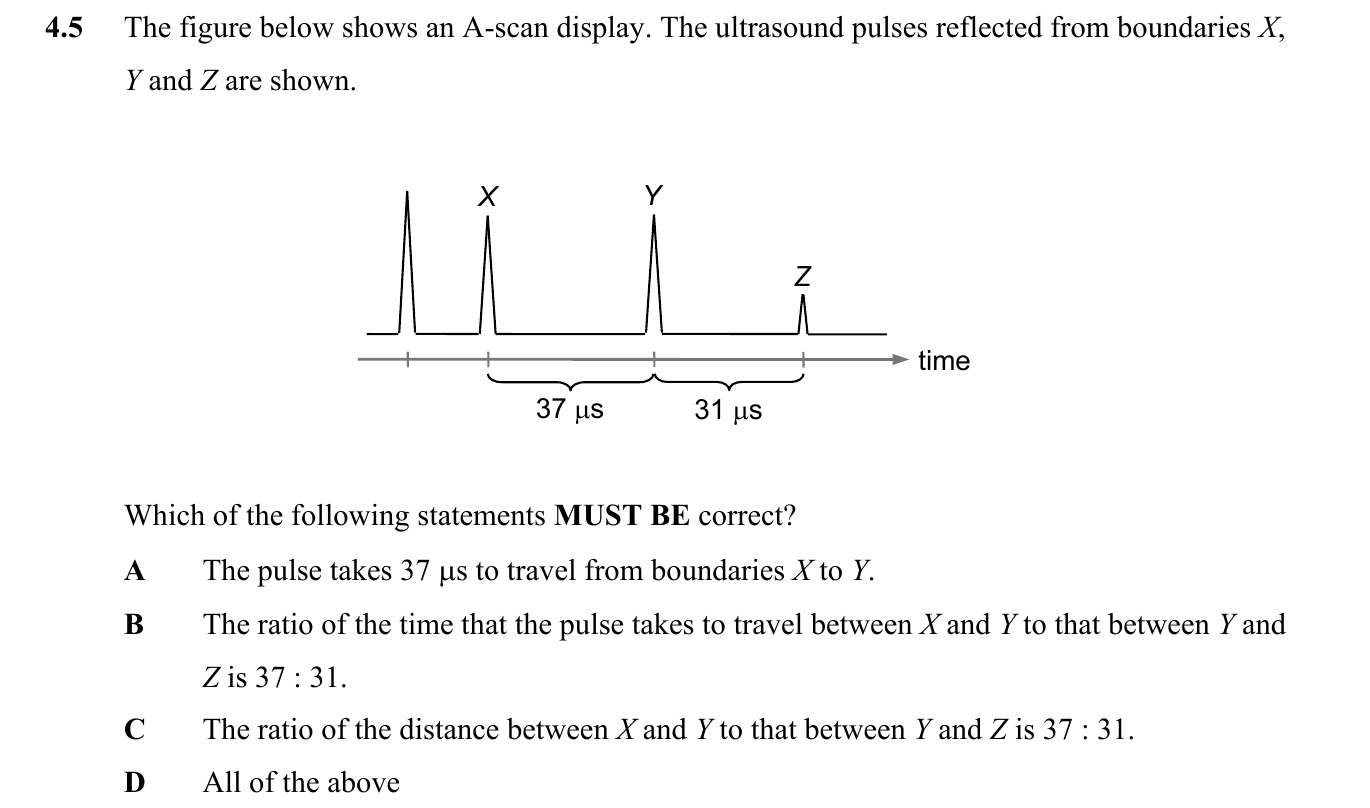 4.5 The figure below shows an A-scan display. The ultrasound pulses reflected from boundaries X,
Y and Z are shown.
X
Y
Z
time
37 μs
31 μs
Which of the following statements MUST BE correct?
A The pulse takes 37 μs to travel from boundaries X to Y.
B The ratio of the time that the pulse takes to travel between X and Y to that between Y and
Z is 37 : 31.
C The ratio of the distance between X and Y to that between Y and Z is 37 : 31.
D All of the above